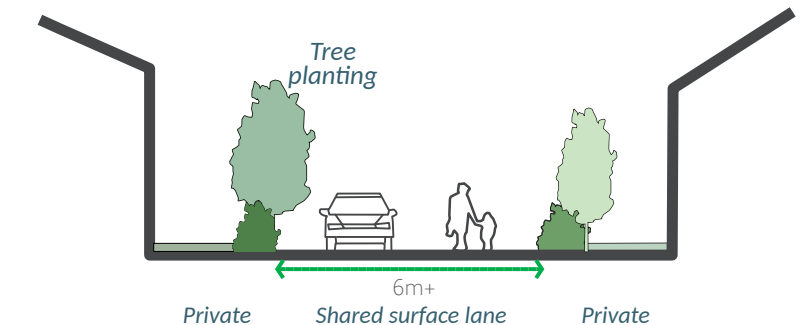 Tree
planting
6m+
Private
Shared surface lane
Private